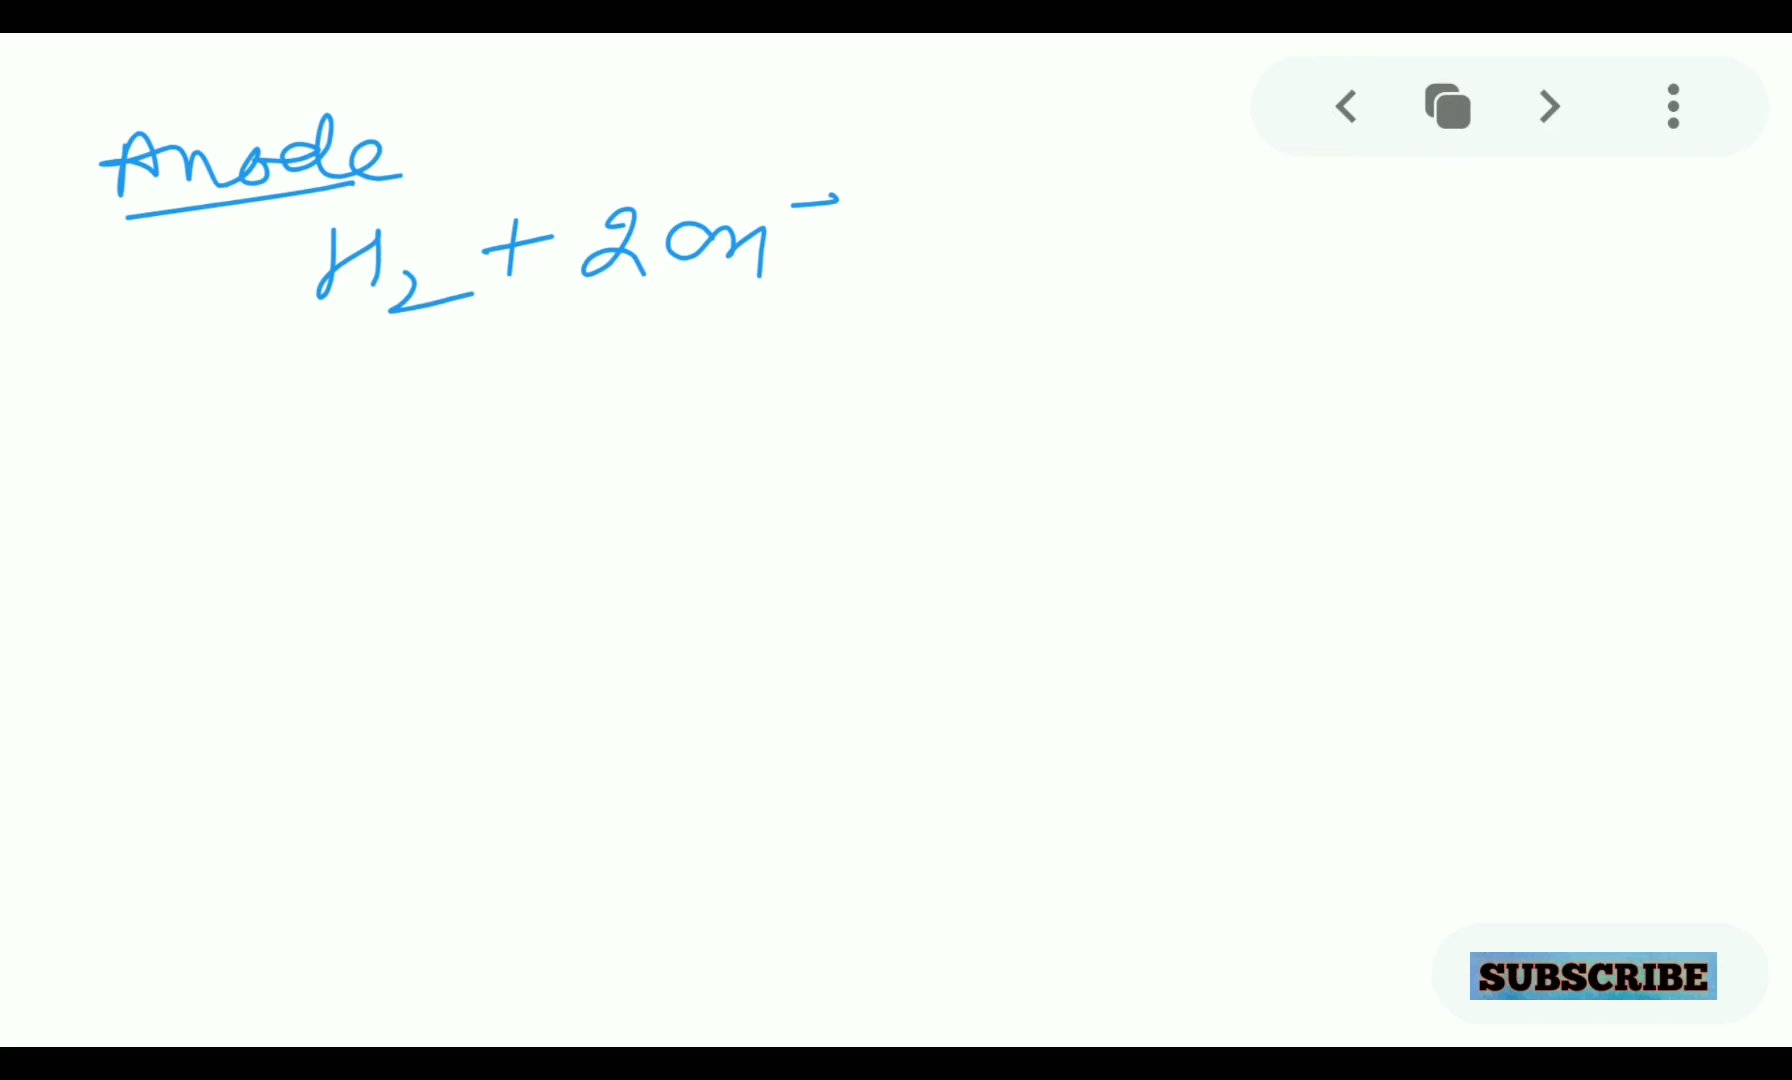 Anode
H₂ + 2OH⁻
SUBSCRIBE